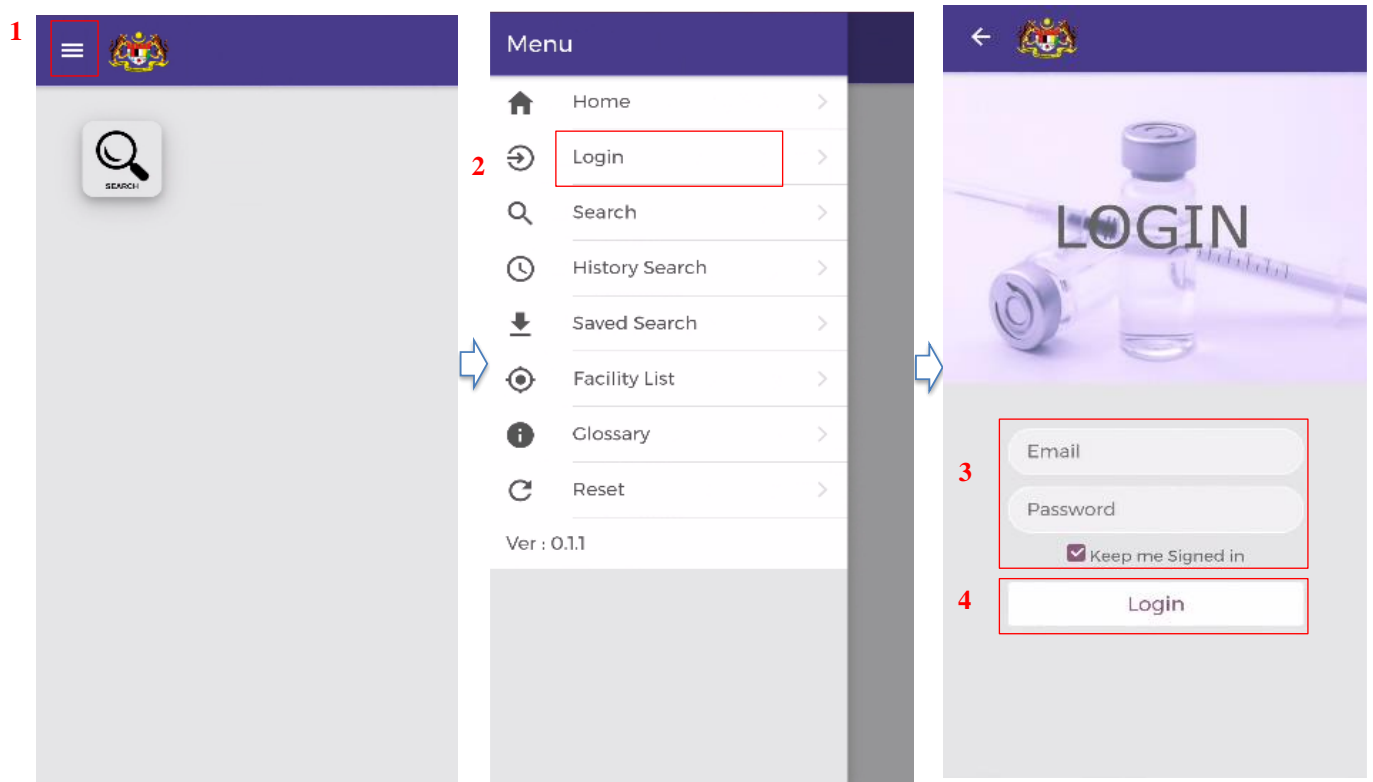 1
SEARCH
Menu
Home
2
Login
Search
History Search
Saved Search
Facility List
Glossary
Reset
Ver : 0.1.1
LOGIN
3
Email
Password
Keep me Signed in
4
Login